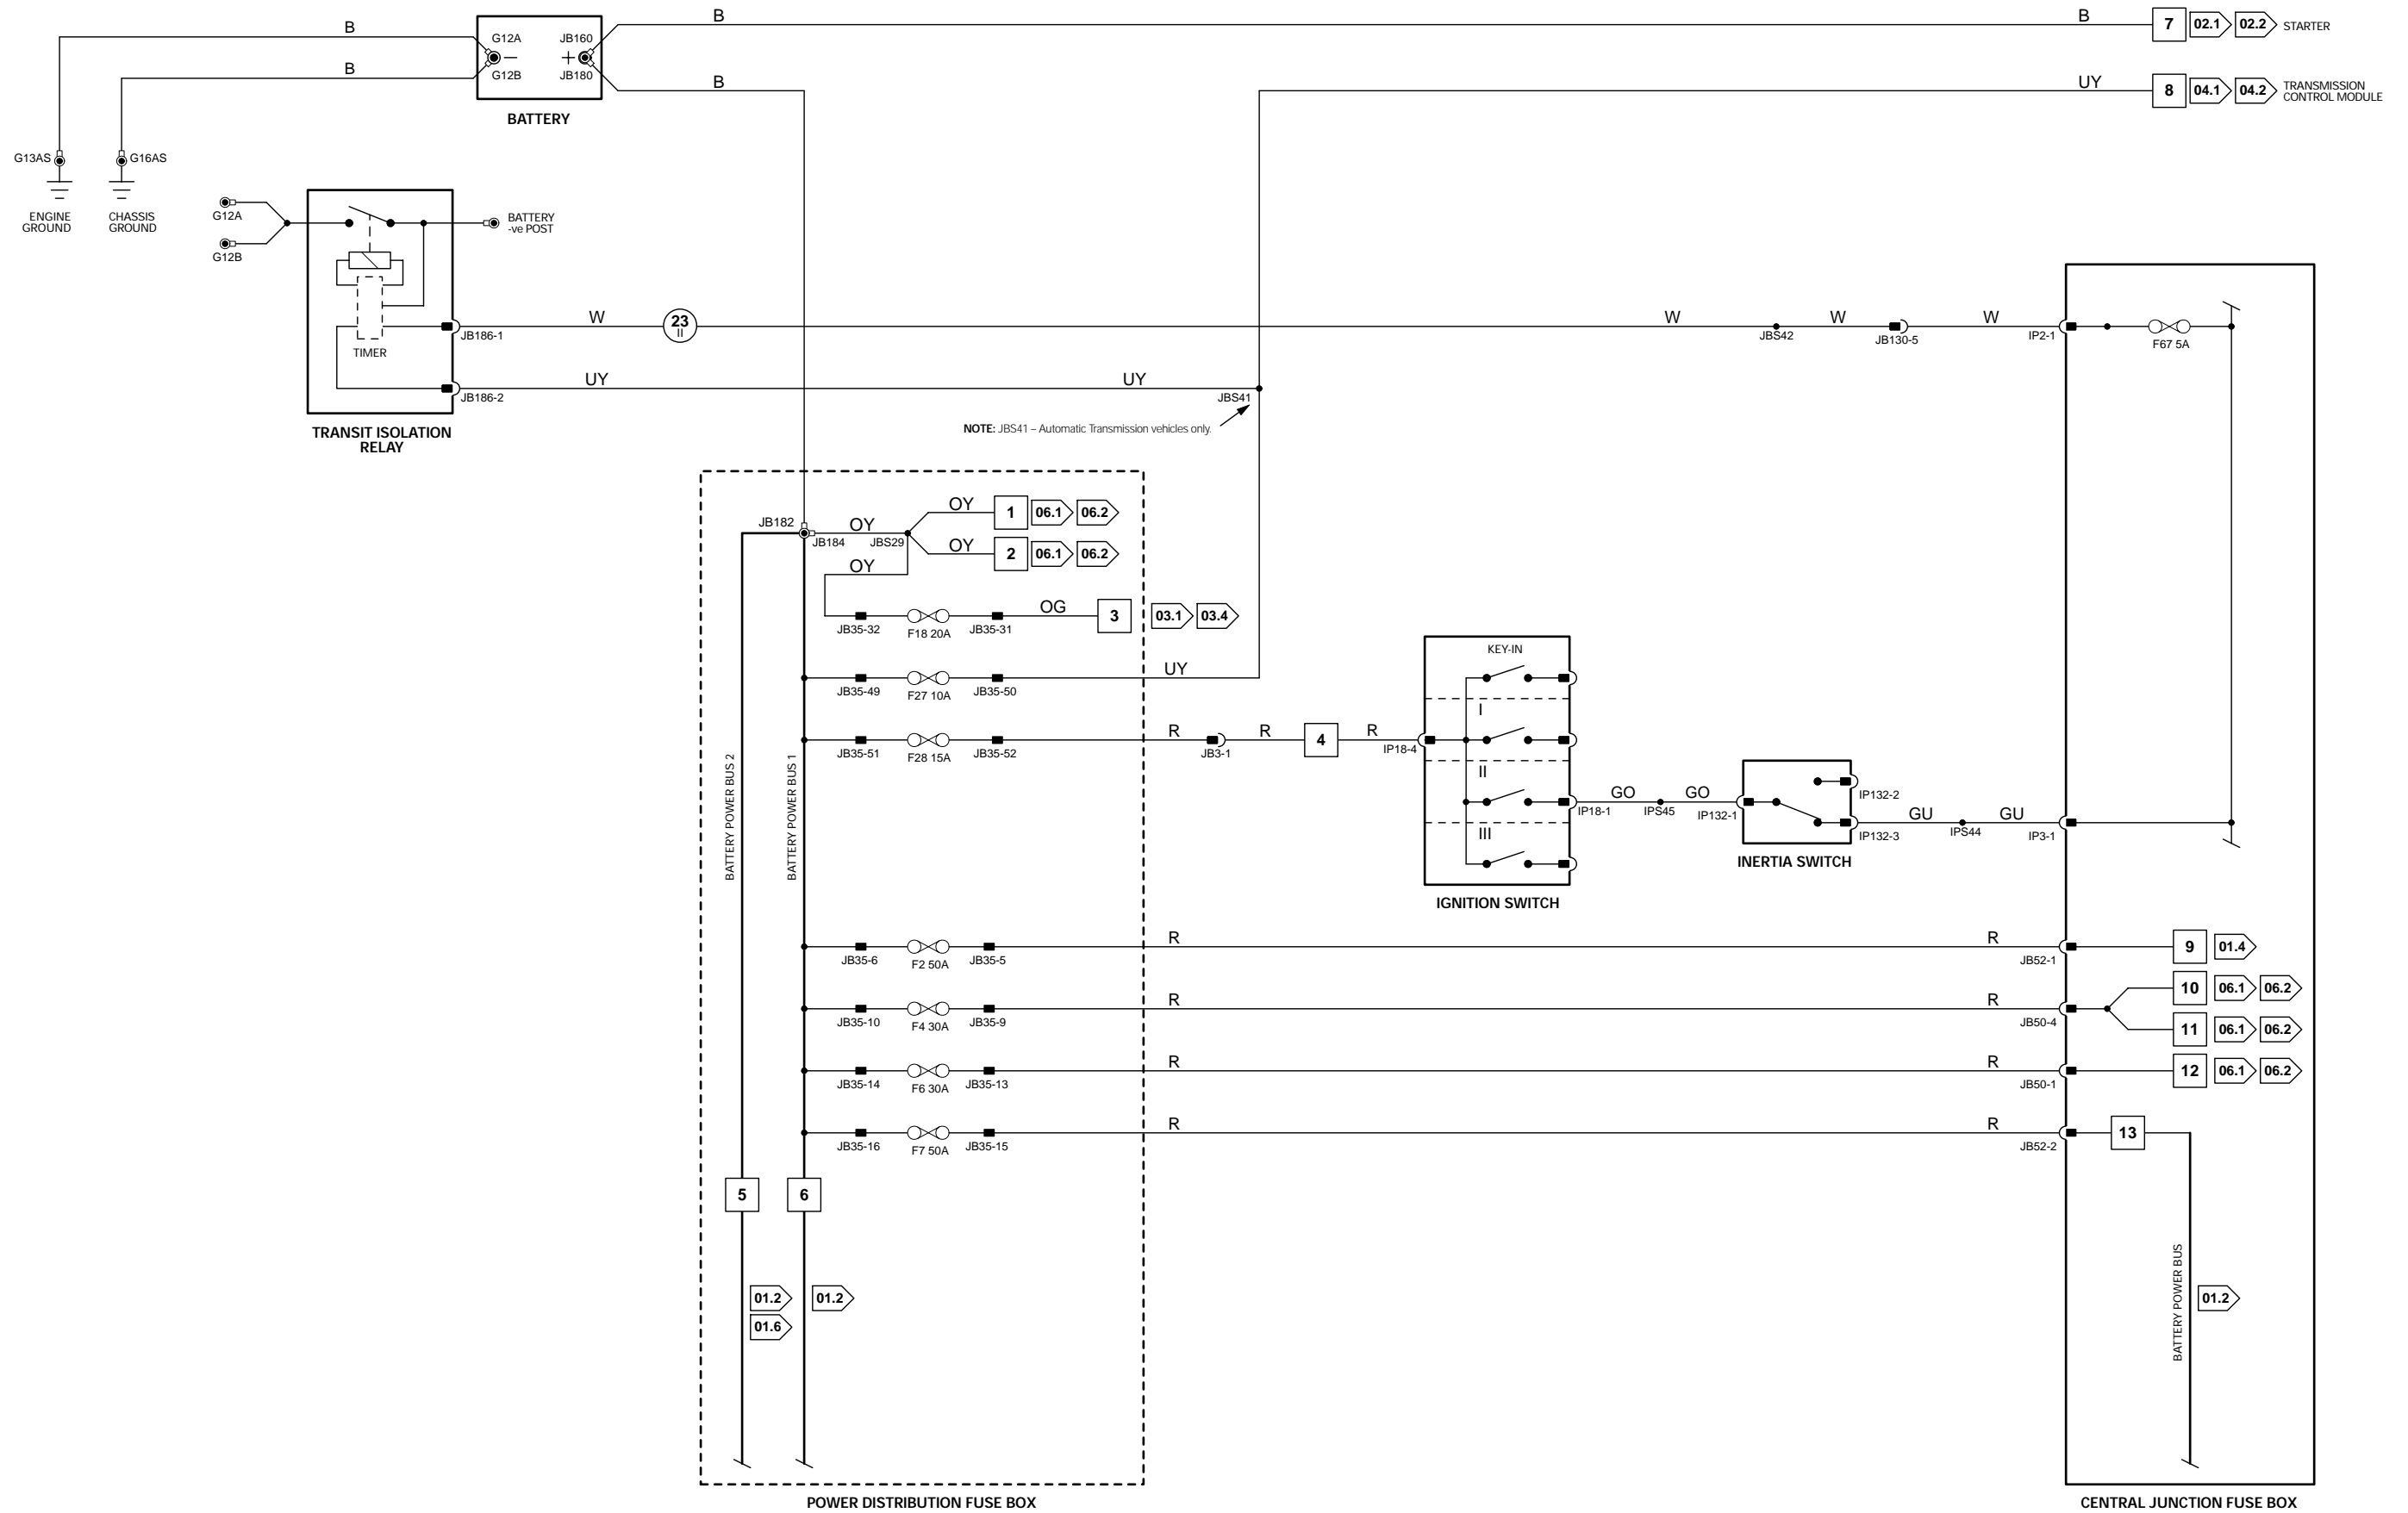 B
B
B
7
02.1
02.2
STARTER
B
G12A
JB160
G12B
JB180
B
B
BATTERY
UY
8
04.1
04.2
TRANSMISSION
CONTROL MODULE
G13AS
G16AS
ENGINE
GROUND
CHASSIS
GROUND
G12A
G12B
BATTERY
-ve POST
TIMER
JB186-1
W
23
II
W
JBS42
W
JB130-5
W
IP2-1
F67 5A
JB186-2
UY
UY
JBS41
NOTE: JBS41 – Automatic Transmission vehicles only.
TRANSIT ISOLATION
RELAY
JB182
JB184
OY
JBS29
OY
1
06.1
06.2
OY
2
06.1
06.2
OY
JB35-32
F18 20A
JB35-31
OG
3
03.1
03.4
JB35-49
F27 10A
JB35-50
UY
JB35-51
F28 15A
JB35-52
R
JB3-1
R
4
R
IP18-4
KEY-IN
I
II
III
IP18-1
IGNITION SWITCH
GO
IPS45
GO
IP132-1
IP132-2
IP132-3
INERTIA SWITCH
GU
IPS44
GU
IP3-1
BATTERY POWER BUS 2
BATTERY POWER BUS 1
JB35-6
F2 50A
JB35-5
R
R
JB52-1
9
01.4
JB35-10
F4 30A
JB35-9
R
R
JB50-4
10
06.1
06.2
11
06.1
06.2
JB35-14
F6 30A
JB35-13
R
R
JB50-1
12
06.1
06.2
JB35-16
F7 50A
JB35-15
R
R
JB52-2
13
5
6
01.2
01.6
01.2
BATTERY POWER BUS
01.2
POWER DISTRIBUTION FUSE BOX
CENTRAL JUNCTION FUSE BOX